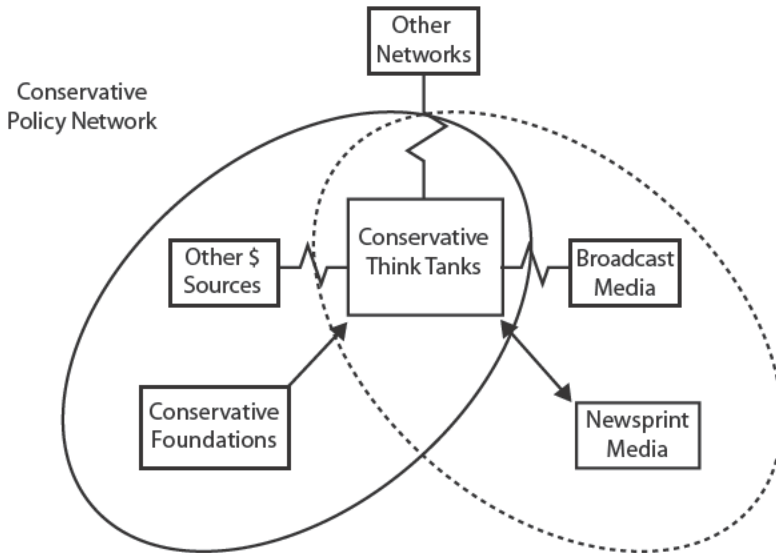 Other
Networks
Conservative
Policy Network
Conservative
Think Tanks
Other $
Sources
Broadcast
Media
Conservative
Foundations
Newsprint
Media